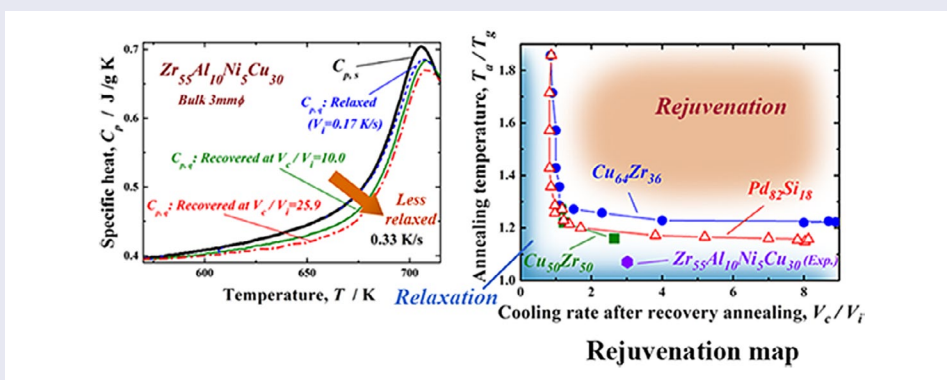 Zr55Al10Ni5Cu30
Bulk 3mmϕ
Cp,s
Cp,q: Relaxed
(Vi=0.17 K/s)
Cp,q: Recovered at Vc / Vi=10.0
Cp,q: Recovered at Vc / Vi=25.9
Less
relaxed
0.33 K/s
Specific heat, Cp / J /g K
0.7
0.6
0.5
0.4
600
650
700
Temperature, T / K
Annealing temperature, Ta / Tg
1.8
1.6
1.4
1.2
1.0
Rejuvenation
Cu64Zr36
Pd82Si18
Cu50Zr50
Zr55Al10Ni5Cu30(Exp.)
Relaxation
0
2
4
6
8
Cooling rate after recovery annealing, Vc / Vi
Rejuvenation map